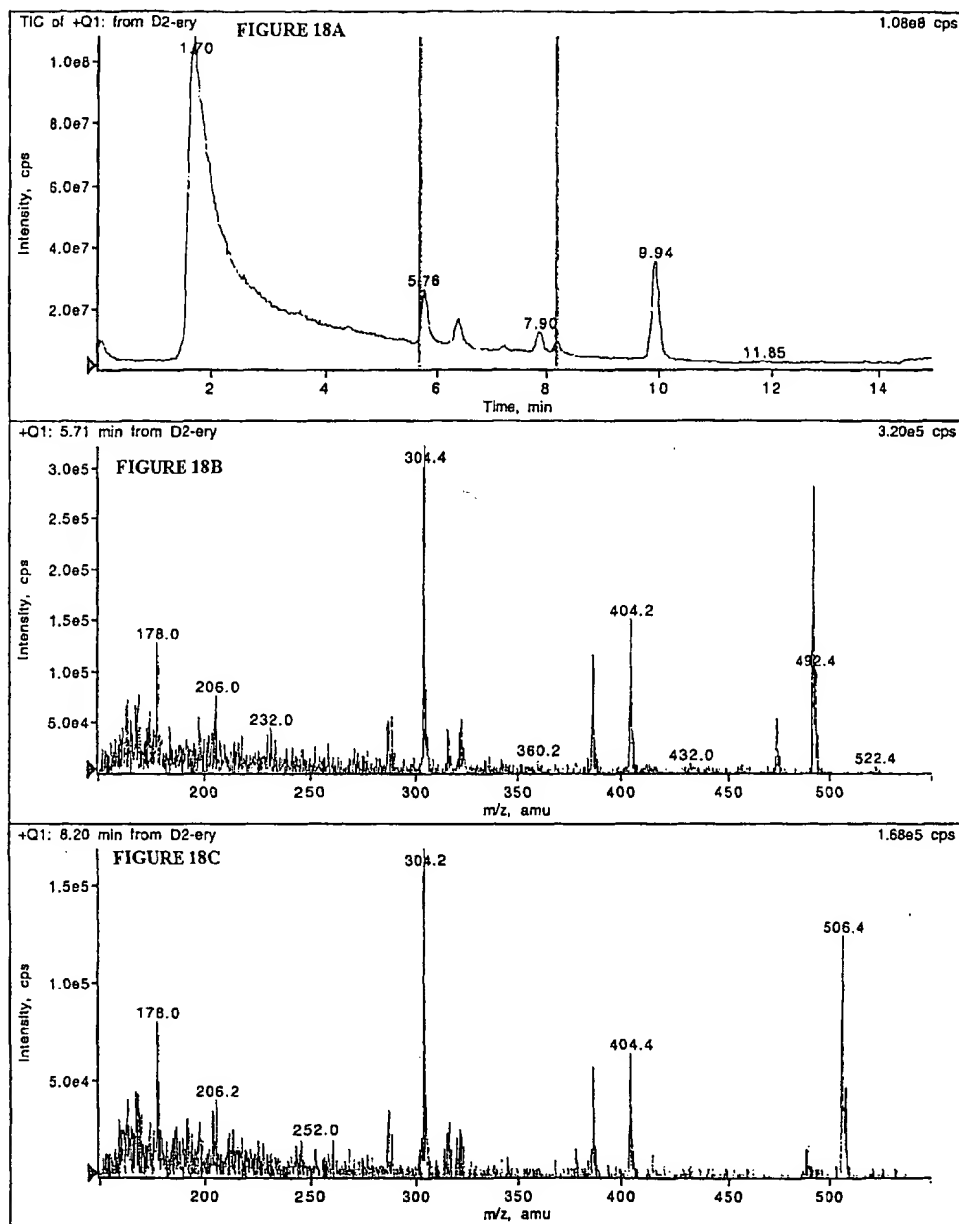 TIC of +Q1: from D2-ery
FIGURE 18A
1.08e8 cps
1.70
5.76
7.90
9.94
11.85
1.0e8
8.0e7
6.0e7
4.0e7
2.0e7
Intensity, cps
2 4 6 8 10 12 14
Time, min
+Q1: 5.71 min from D2-ery
3.20e5 cps
FIGURE 18B
3.0e5
2.5e5
2.0e5
1.5e5
1.0e5
5.0e4
Intensity, cps
178.0
206.0
232.0
304.4
360.2
404.2
432.0
492.4
522.4
200 250 300 350 400 450 500
m/z, amu
+Q1: 8.20 min from D2-ery
1.68e5 cps
FIGURE 18C
1.5e5
1.0e5
5.0e4
Intensity, cps
178.0
206.2
252.0
304.2
404.4
506.4
200 250 300 350 400 450 500
m/z, amu